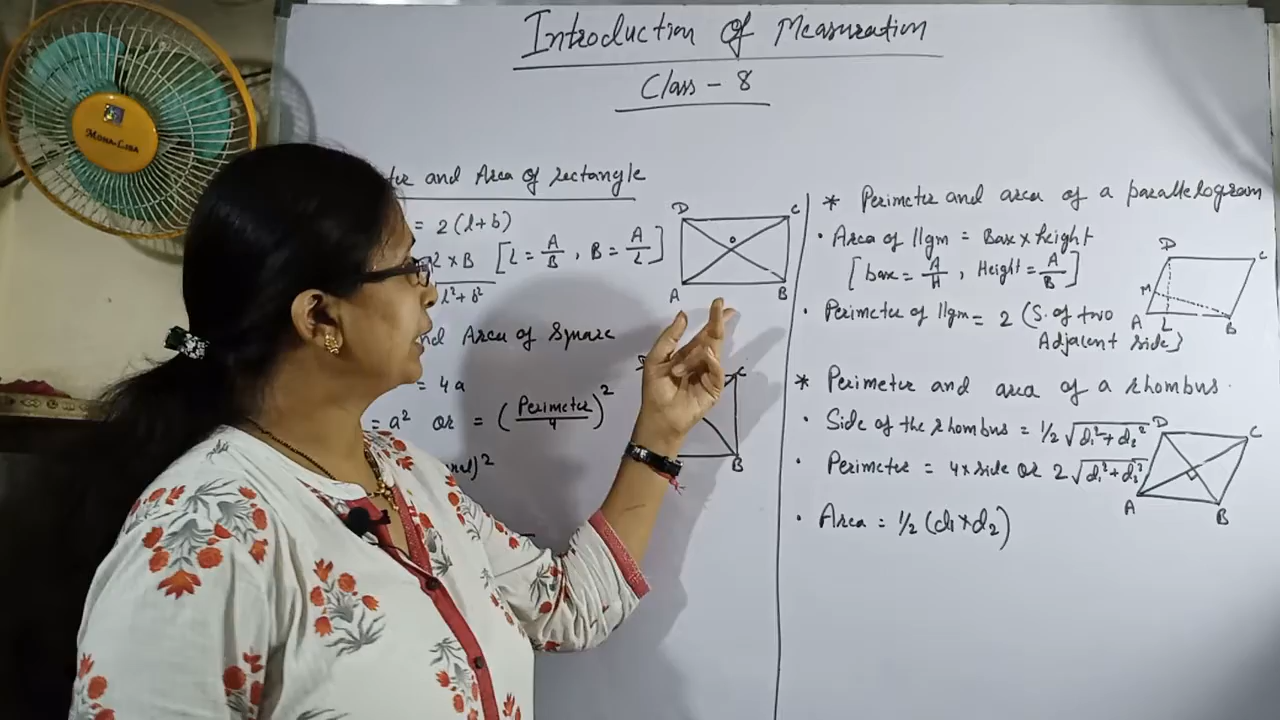 Introduction Of Mensuration
Class - 8
and Area of rectangle
= 2(l+b)
L × B [L = A/B, B = A/L]
l²+b²
and Area of Square
= 4a
= a² or = (Perimeter/4)²
)²
D C
O
A B
C
B
* Perimeter and area of a parallelogram
· Area of llgm = Base × height
[base = A/H, Height = A/B]
· Perimeter of llgm = 2 (S. of two
Adjacent side)
D C
M
A L B
* Perimeter and area of a rhombus.
· Side of the rhombus = 1/2 √d₁²+d₂²
· Perimeter = 4×side or 2√d₁²+d₂²
· Area = 1/2 (d₁×d₂)
D C
A B
MONA-LISA